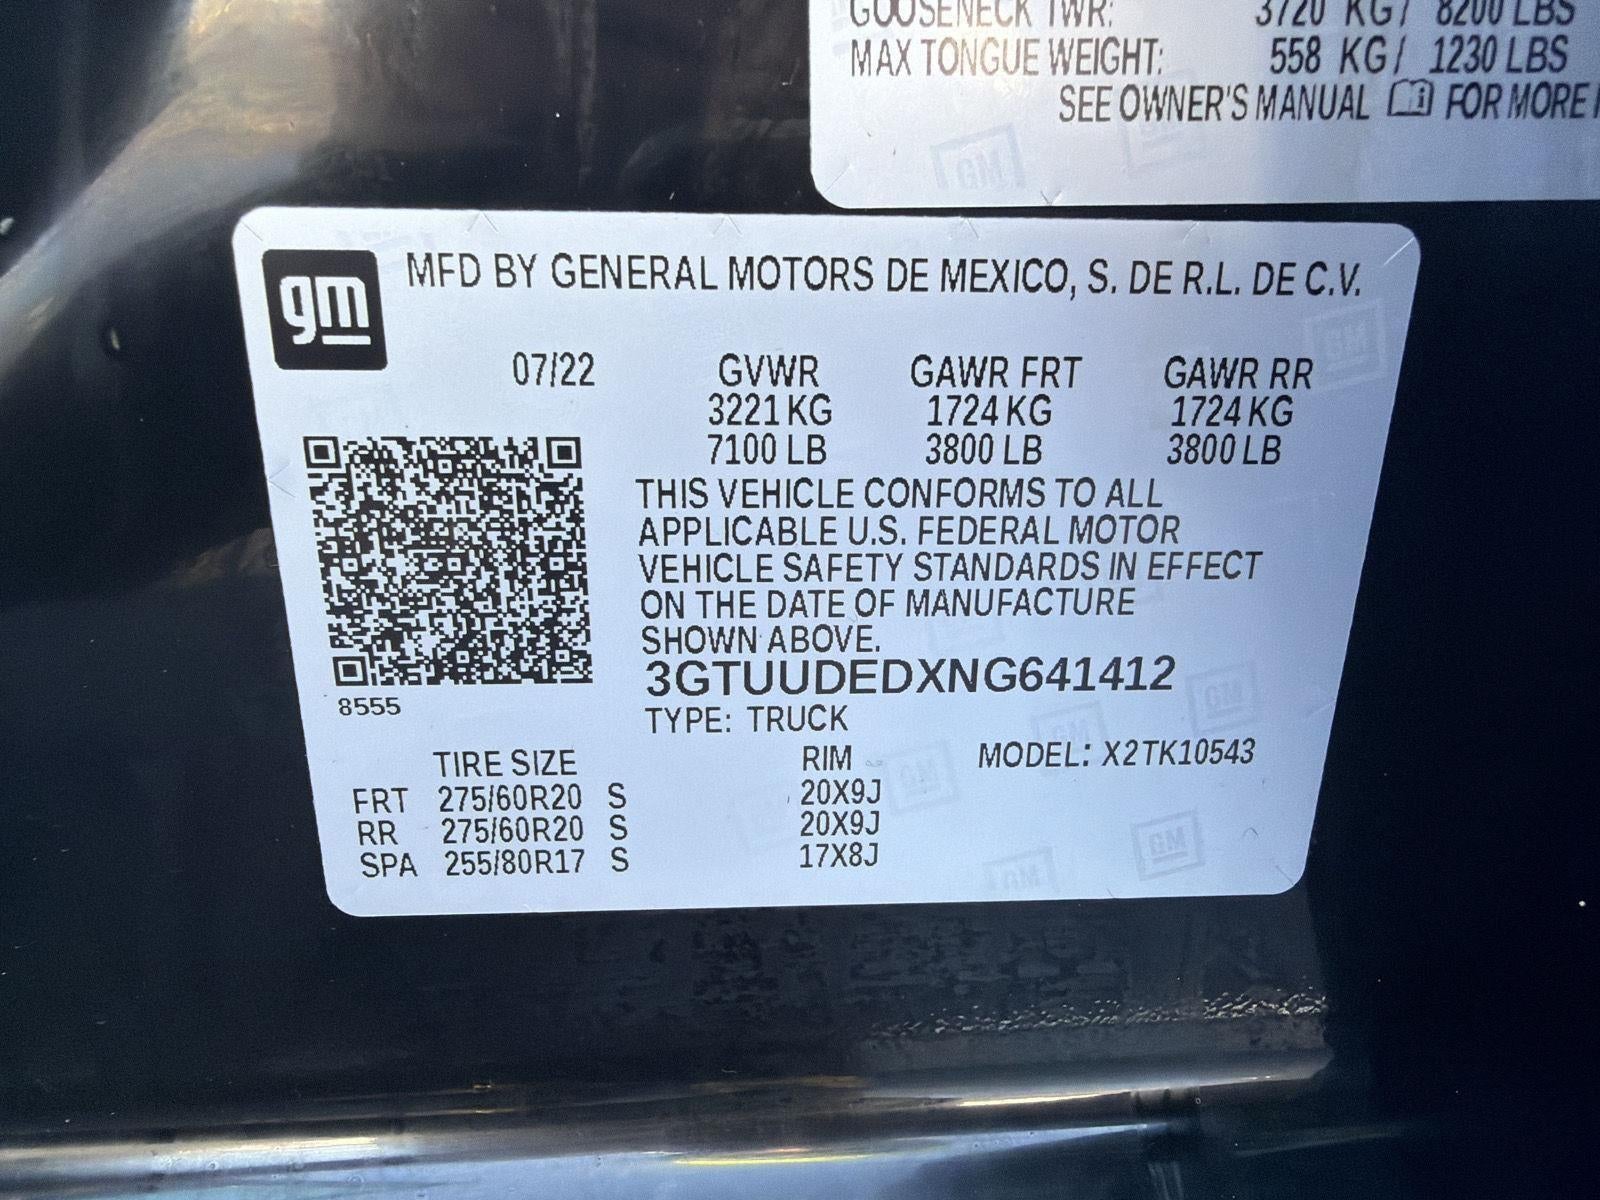 GOOSENECK TWR: 3720 KG/ 8200 LBS
MAX TONGUE WEIGHT: 558 KG/ 1230 LBS
SEE OWNER'S MANUAL FOR MORE
gm
MFD BY GENERAL MOTORS DE MEXICO, S. DE R.L. DE C.V.
07/22 GVWR GAWR FRT GAWR RR
3221 KG 1724 KG 1724 KG
7100 LB 3800 LB 3800 LB
THIS VEHICLE CONFORMS TO ALL
APPLICABLE U.S. FEDERAL MOTOR
VEHICLE SAFETY STANDARDS IN EFFECT
ON THE DATE OF MANUFACTURE
SHOWN ABOVE.
3GTUUDEDXNG641412
8555
TYPE: TRUCK
TIRE SIZE RIM MODEL: X2TK10543
FRT 275/60R20 S 20X9J
RR 275/60R20 S 20X9J
SPA 255/80R17 S 17X8J